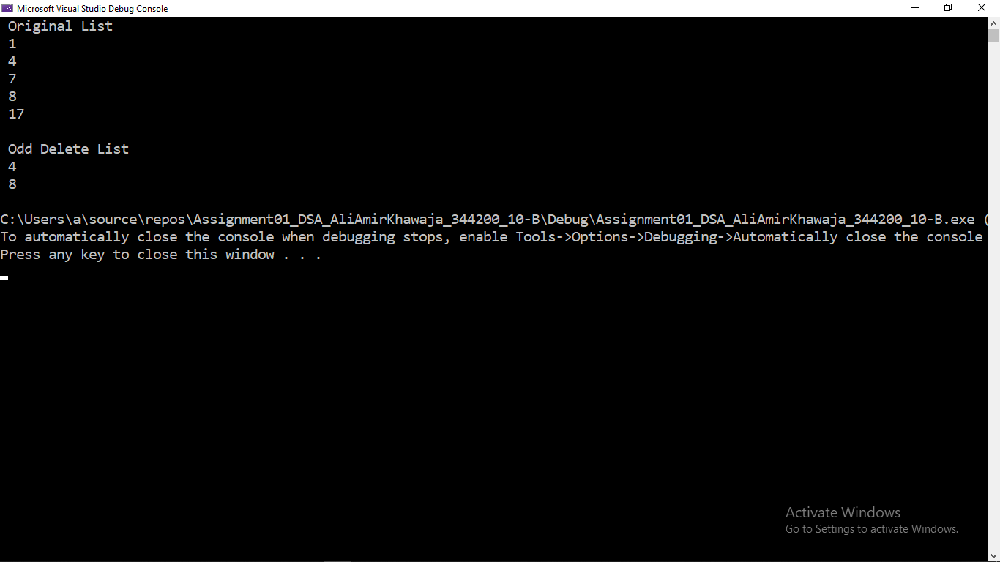 Microsoft Visual Studio Debug Console
Original List
1
4
7
8
17
Odd Delete List
4
8
C:\Users\a\source\repos\Assignment01_DSA_AliAmirKhawaja_344200_10-B\Debug\Assignment01_DSA_AliAmirKhawaja_344200_10-B.exe (
To automatically close the console when debugging stops, enable Tools->Options->Debugging->Automatically close the console
Press any key to close this window . . .
Activate Windows
Go to Settings to activate Windows.